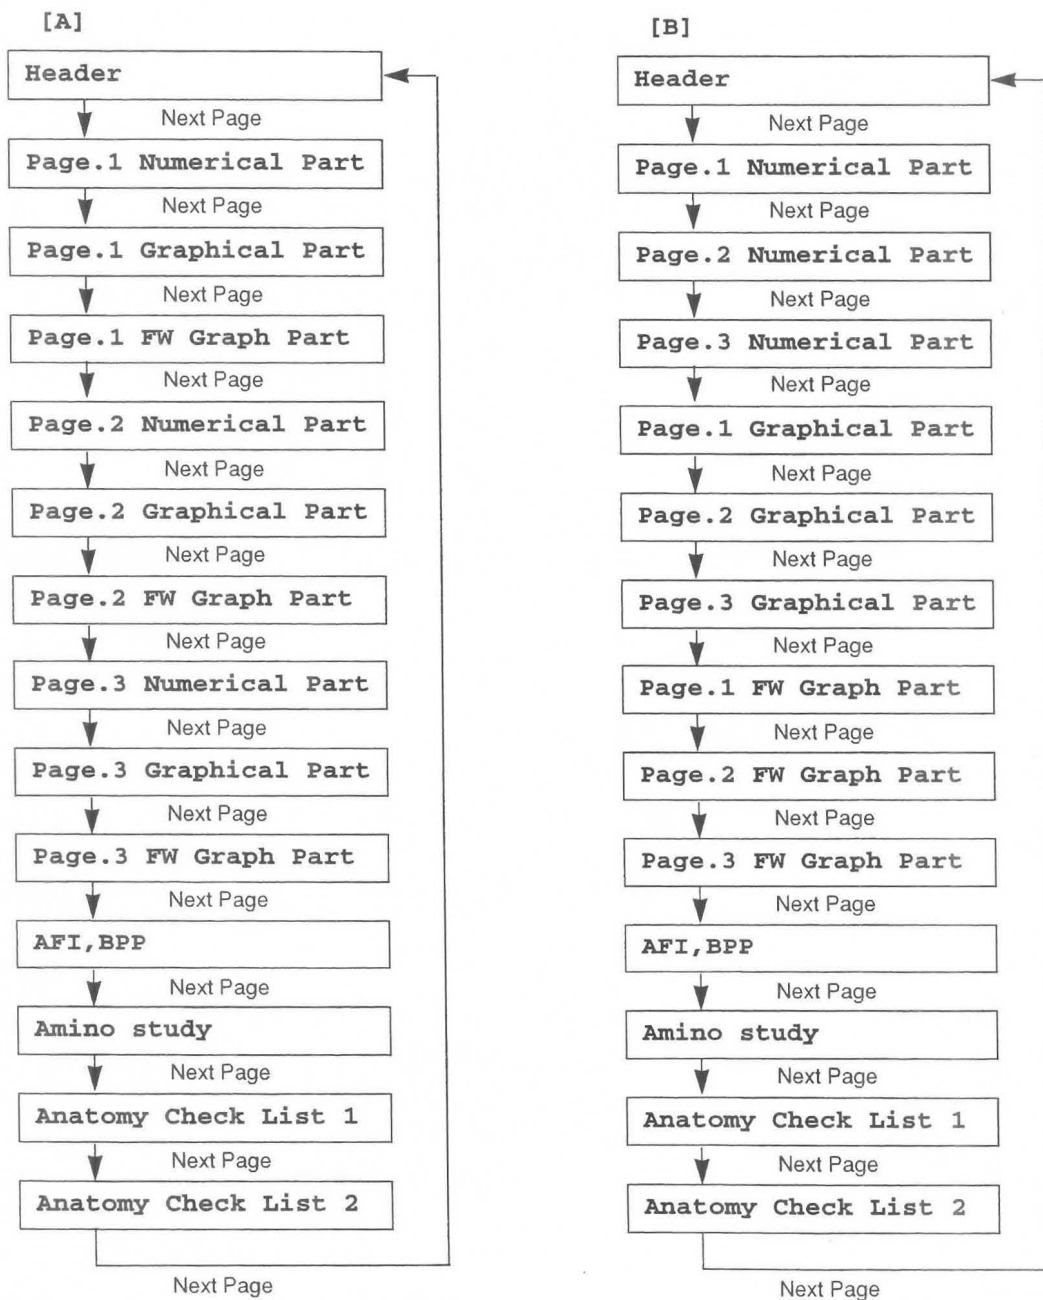 [A]
Header
Next Page
Page.1 Numerical Part
Next Page
Page.1 Graphical Part
Next Page
Page.1 FW Graph Part
Next Page
Page.2 Numerical Part
Next Page
Page.2 Graphical Part
Next Page
Page.2 FW Graph Part
Next Page
Page.3 Numerical Part
Next Page
Page.3 Graphical Part
Next Page
Page.3 FW Graph Part
Next Page
AFI,BPP
Next Page
Amino study
Next Page
Anatomy Check List 1
Next Page
Anatomy Check List 2
Next Page
[B]
Header
Next Page
Page.1 Numerical Part
Next Page
Page.2 Numerical Part
Next Page
Page.3 Numerical Part
Next Page
Page.1 Graphical Part
Next Page
Page.2 Graphical Part
Next Page
Page.3 Graphical Part
Next Page
Page.1 FW Graph Part
Next Page
Page.2 FW Graph Part
Next Page
Page.3 FW Graph Part
Next Page
AFI,BPP
Next Page
Amino study
Next Page
Anatomy Check List 1
Next Page
Anatomy Check List 2
Next Page